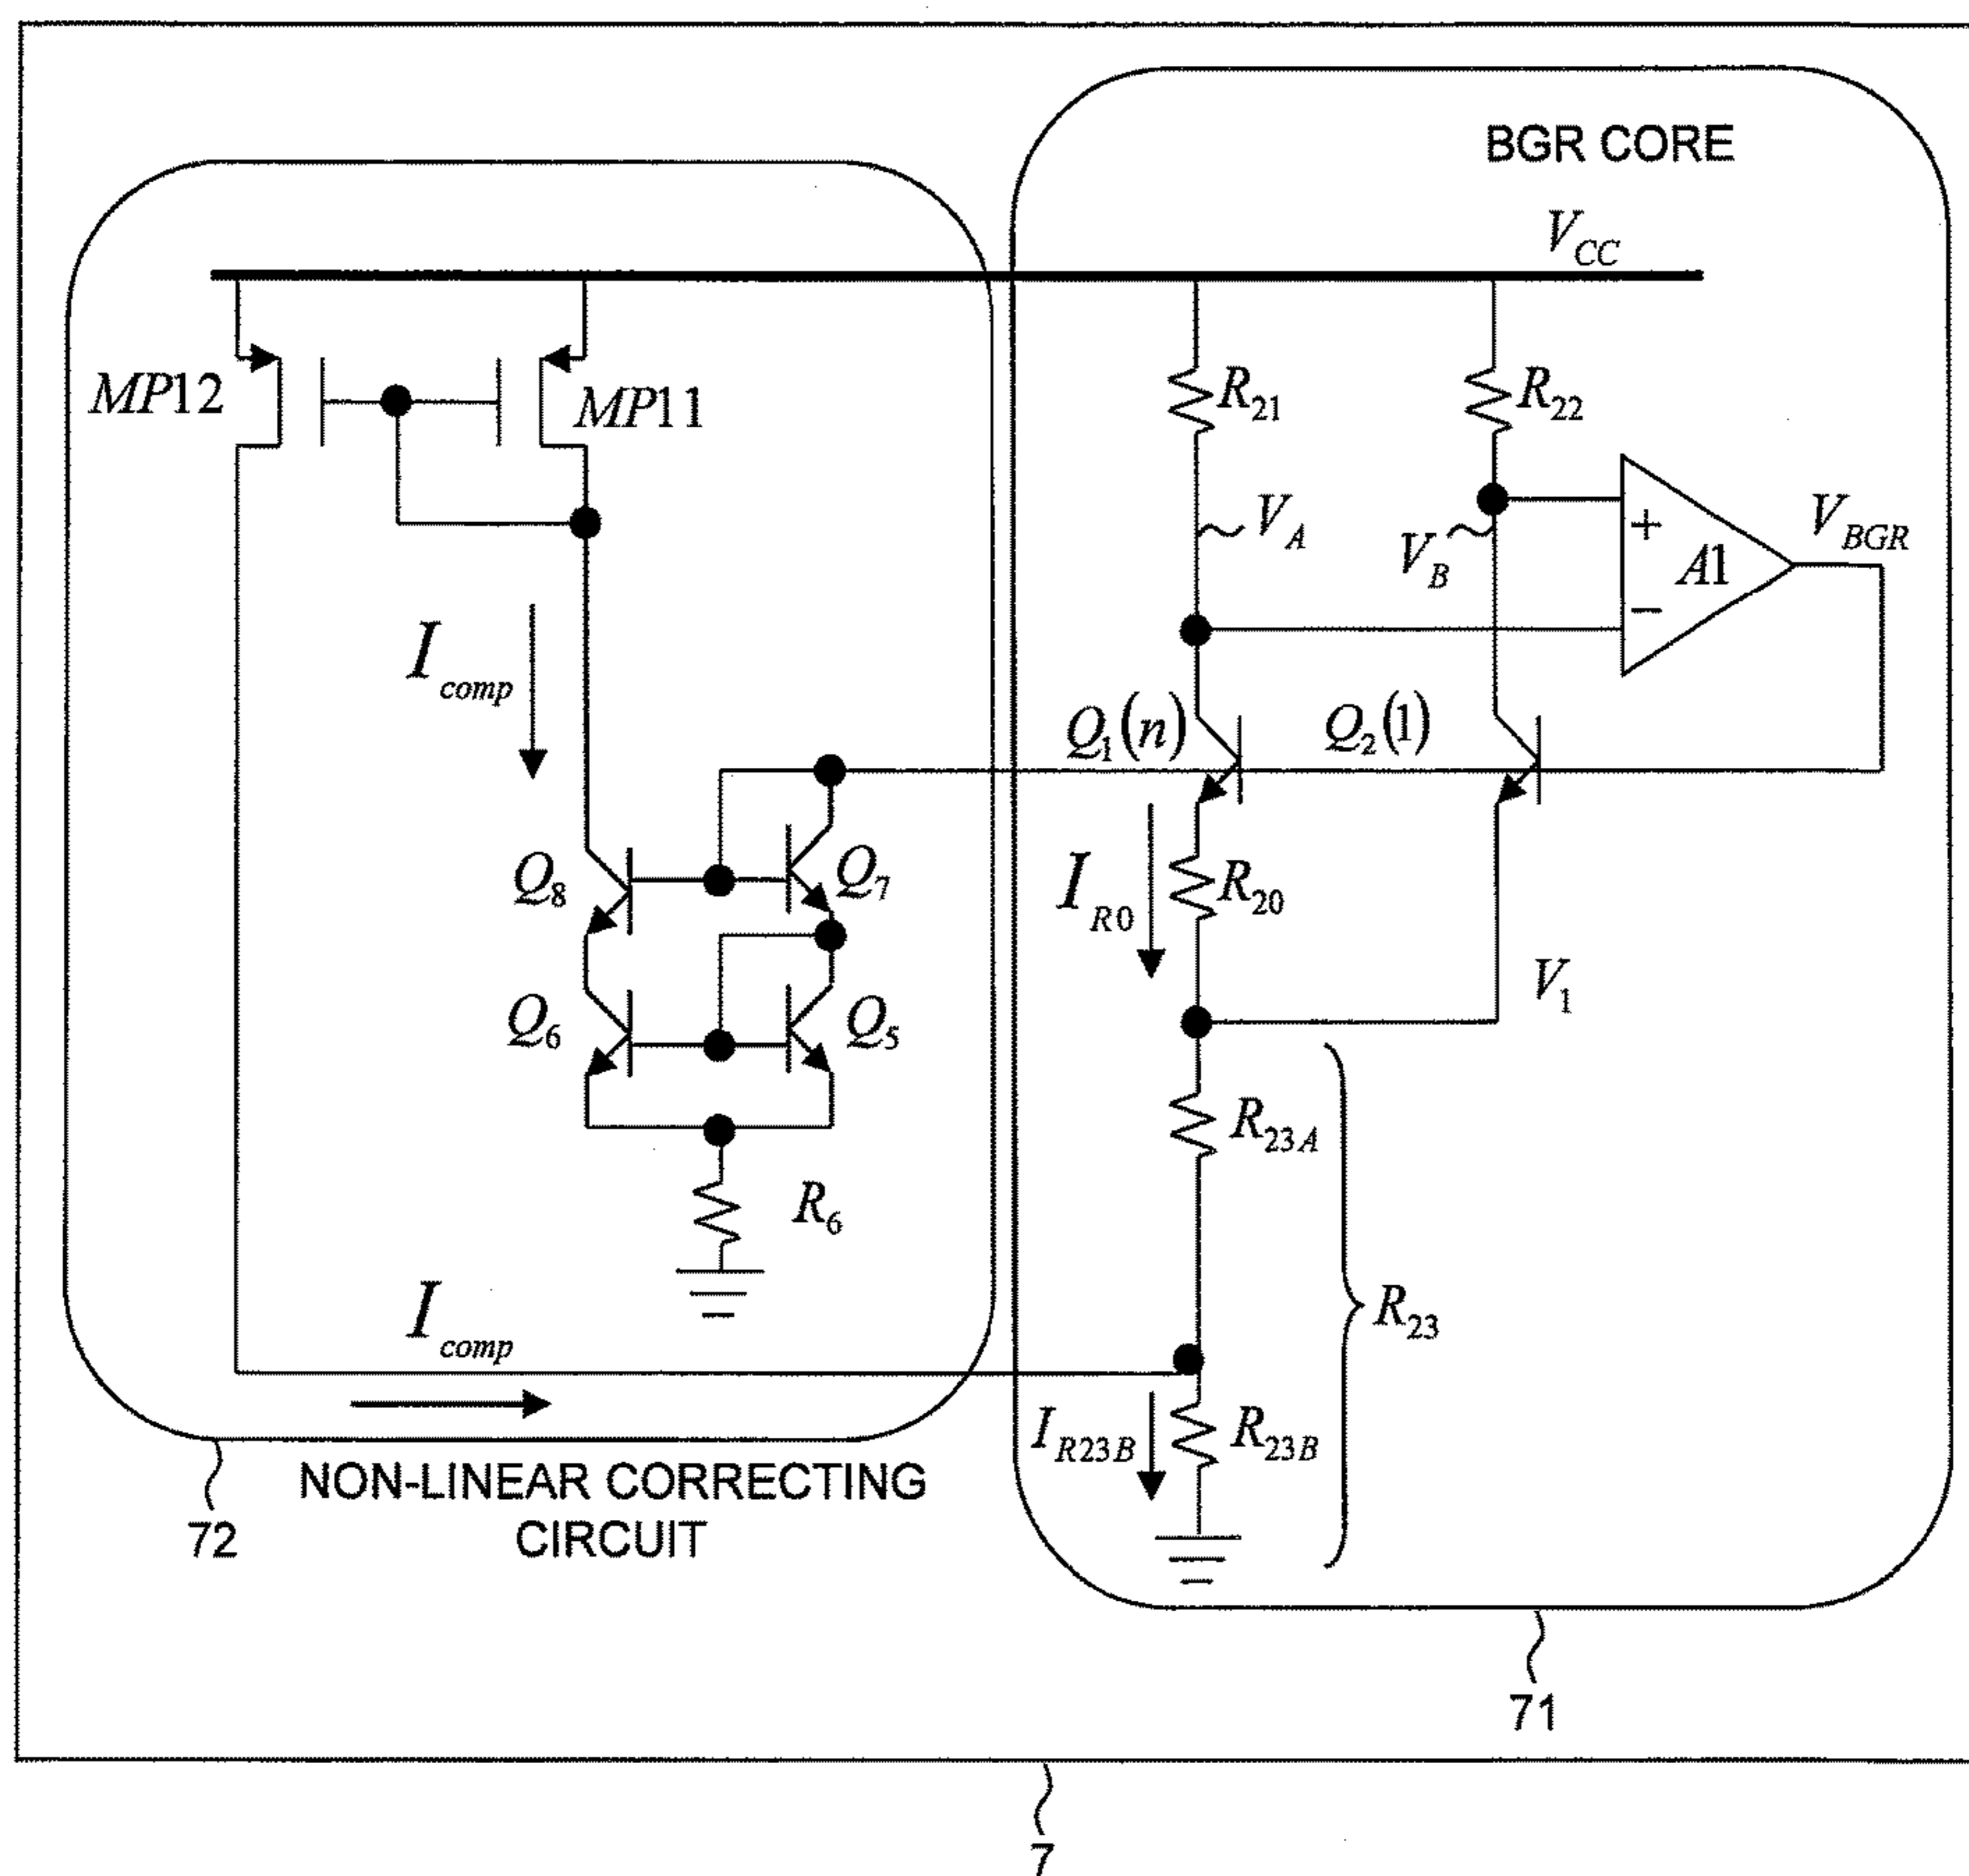 BGR CORE
V_CC
MP12
MP11
R_21
R_22
V_A
V_B
+
−
A1
V_BGR
I_comp
Q_1(n)
Q_2(1)
Q_8
Q_7
I_R0
R_20
Q_6
Q_5
V_1
R_23A
R_6
R_23
I_comp
I_R23B
R_23B
NON-LINEAR CORRECTING
CIRCUIT
72
71
7